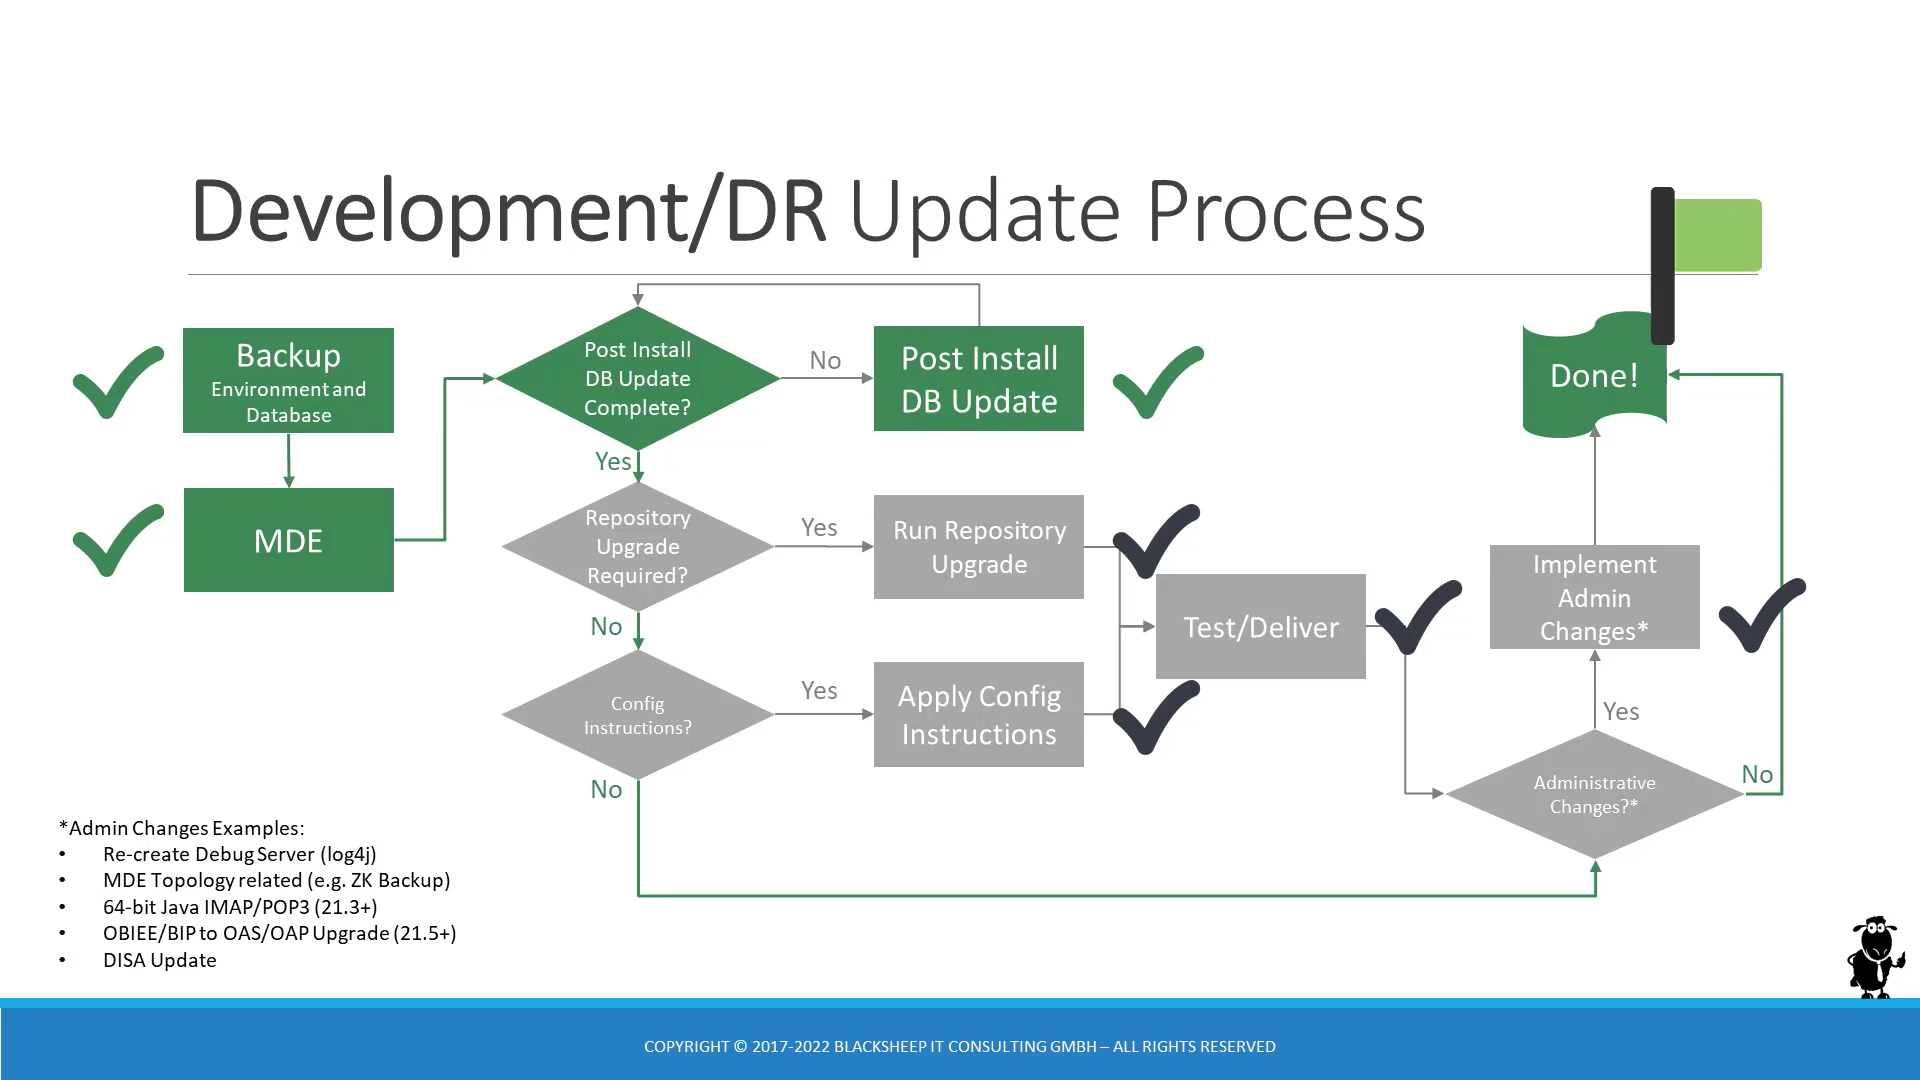 Development/DR Update Process
Backup
Environment and
Database
MDE
Post Install
DB Update
Complete?
No
Post Install
DB Update
Yes
Repository
Upgrade
Required?
Yes
Run Repository
Upgrade
No
Config
Instructions?
Yes
Apply Config
Instructions
No
Test/Deliver
Done!
Implement
Admin
Changes*
Yes
Administrative
Changes?*
No
*Admin Changes Examples:
• Re-create Debug Server (log4j)
• MDE Topology related (e.g. ZK Backup)
• 64-bit Java IMAP/POP3 (21.3+)
• OBIEE/BIP to OAS/OAP Upgrade (21.5+)
• DISA Update
COPYRIGHT © 2017-2022 BLACKSHEEP IT CONSULTING GMBH – ALL RIGHTS RESERVED